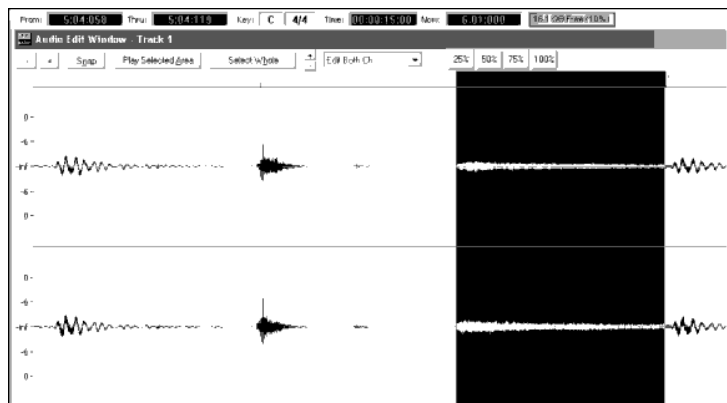 From: 5:04:058 Thru: 5:04:119 Key: C 4/4 Time: 00:00:15:00 Now: 6:01:000 16.1 GB Free (10%)
Audio Edit Window - Track 1
Snap Play Selected Area Select Whole + - Edit Both Ch 25% 50% 75% 100%
0-
-6-
-Inf
-6-
0-
0-
-6-
-Inf
-6-
0-